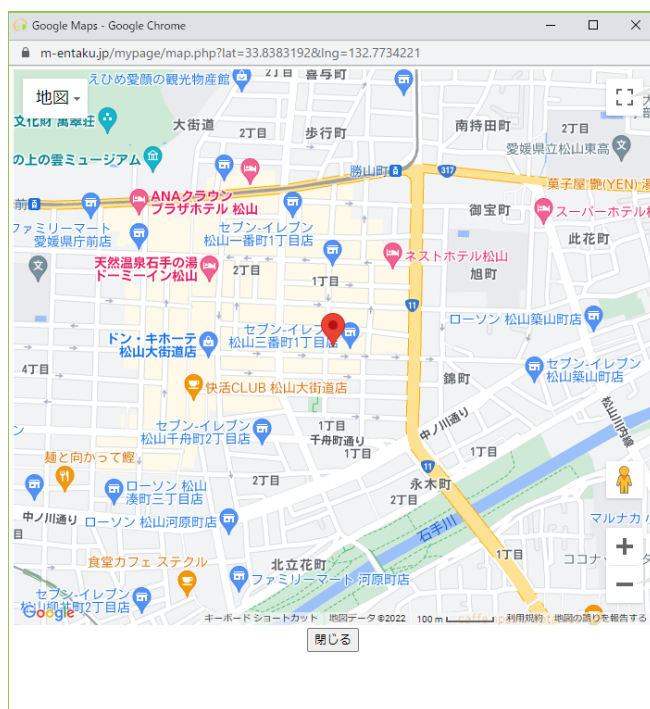 Google Maps - Google Chrome
m-entaku.jp/mypage/map.php?lat=33.8383192&lng=132.7734221
地図
えひめ愛顔の観光物産館
2丁目
喜与町
文化財 萬翠荘
大街道
2丁目
歩行町
南持田町
2丁目
愛媛県立松山東高
の上の雲ミュージアム
勝山町
317
菓子屋 艶(YEN)
ANAクラウン
プラザホテル 松山
前
ファミリーマート
愛媛県庁前店
セブン-イレブン
松山一番町1丁目店
御宝町
スーパーホテル
此花町
天然温泉石手の湯
ドーミーイン松山
2丁目
1丁目
ネストホテル松山
旭町
11
ドン・キホーテ
松山大街道店
セブン-イレブン
松山三番町1丁目店
ローソン 松山築山町店
4丁目
快活CLUB 松山大街道店
錦町
セブン-イレブン
松山築山町店
松山川内線
セブン-イレブン
松山千舟町2丁目店
1丁目
千舟町通り
1丁目
中ノ川通り
1丁目
麺と向かって鰹
11
ローソン 松山
湊町三丁目店
2丁目
永木町
2丁目
中ノ川通り
ローソン 松山河原町店
石手川
マルナカ
1丁目
ココナ
食堂カフェ ステクル
北立花町
ファミリーマート 河原町店
セブン-イレブン
2丁目店
Google
キーボード ショートカット
地図データ ©2022
100 m
利用規約
地図の誤りを報告する
閉じる